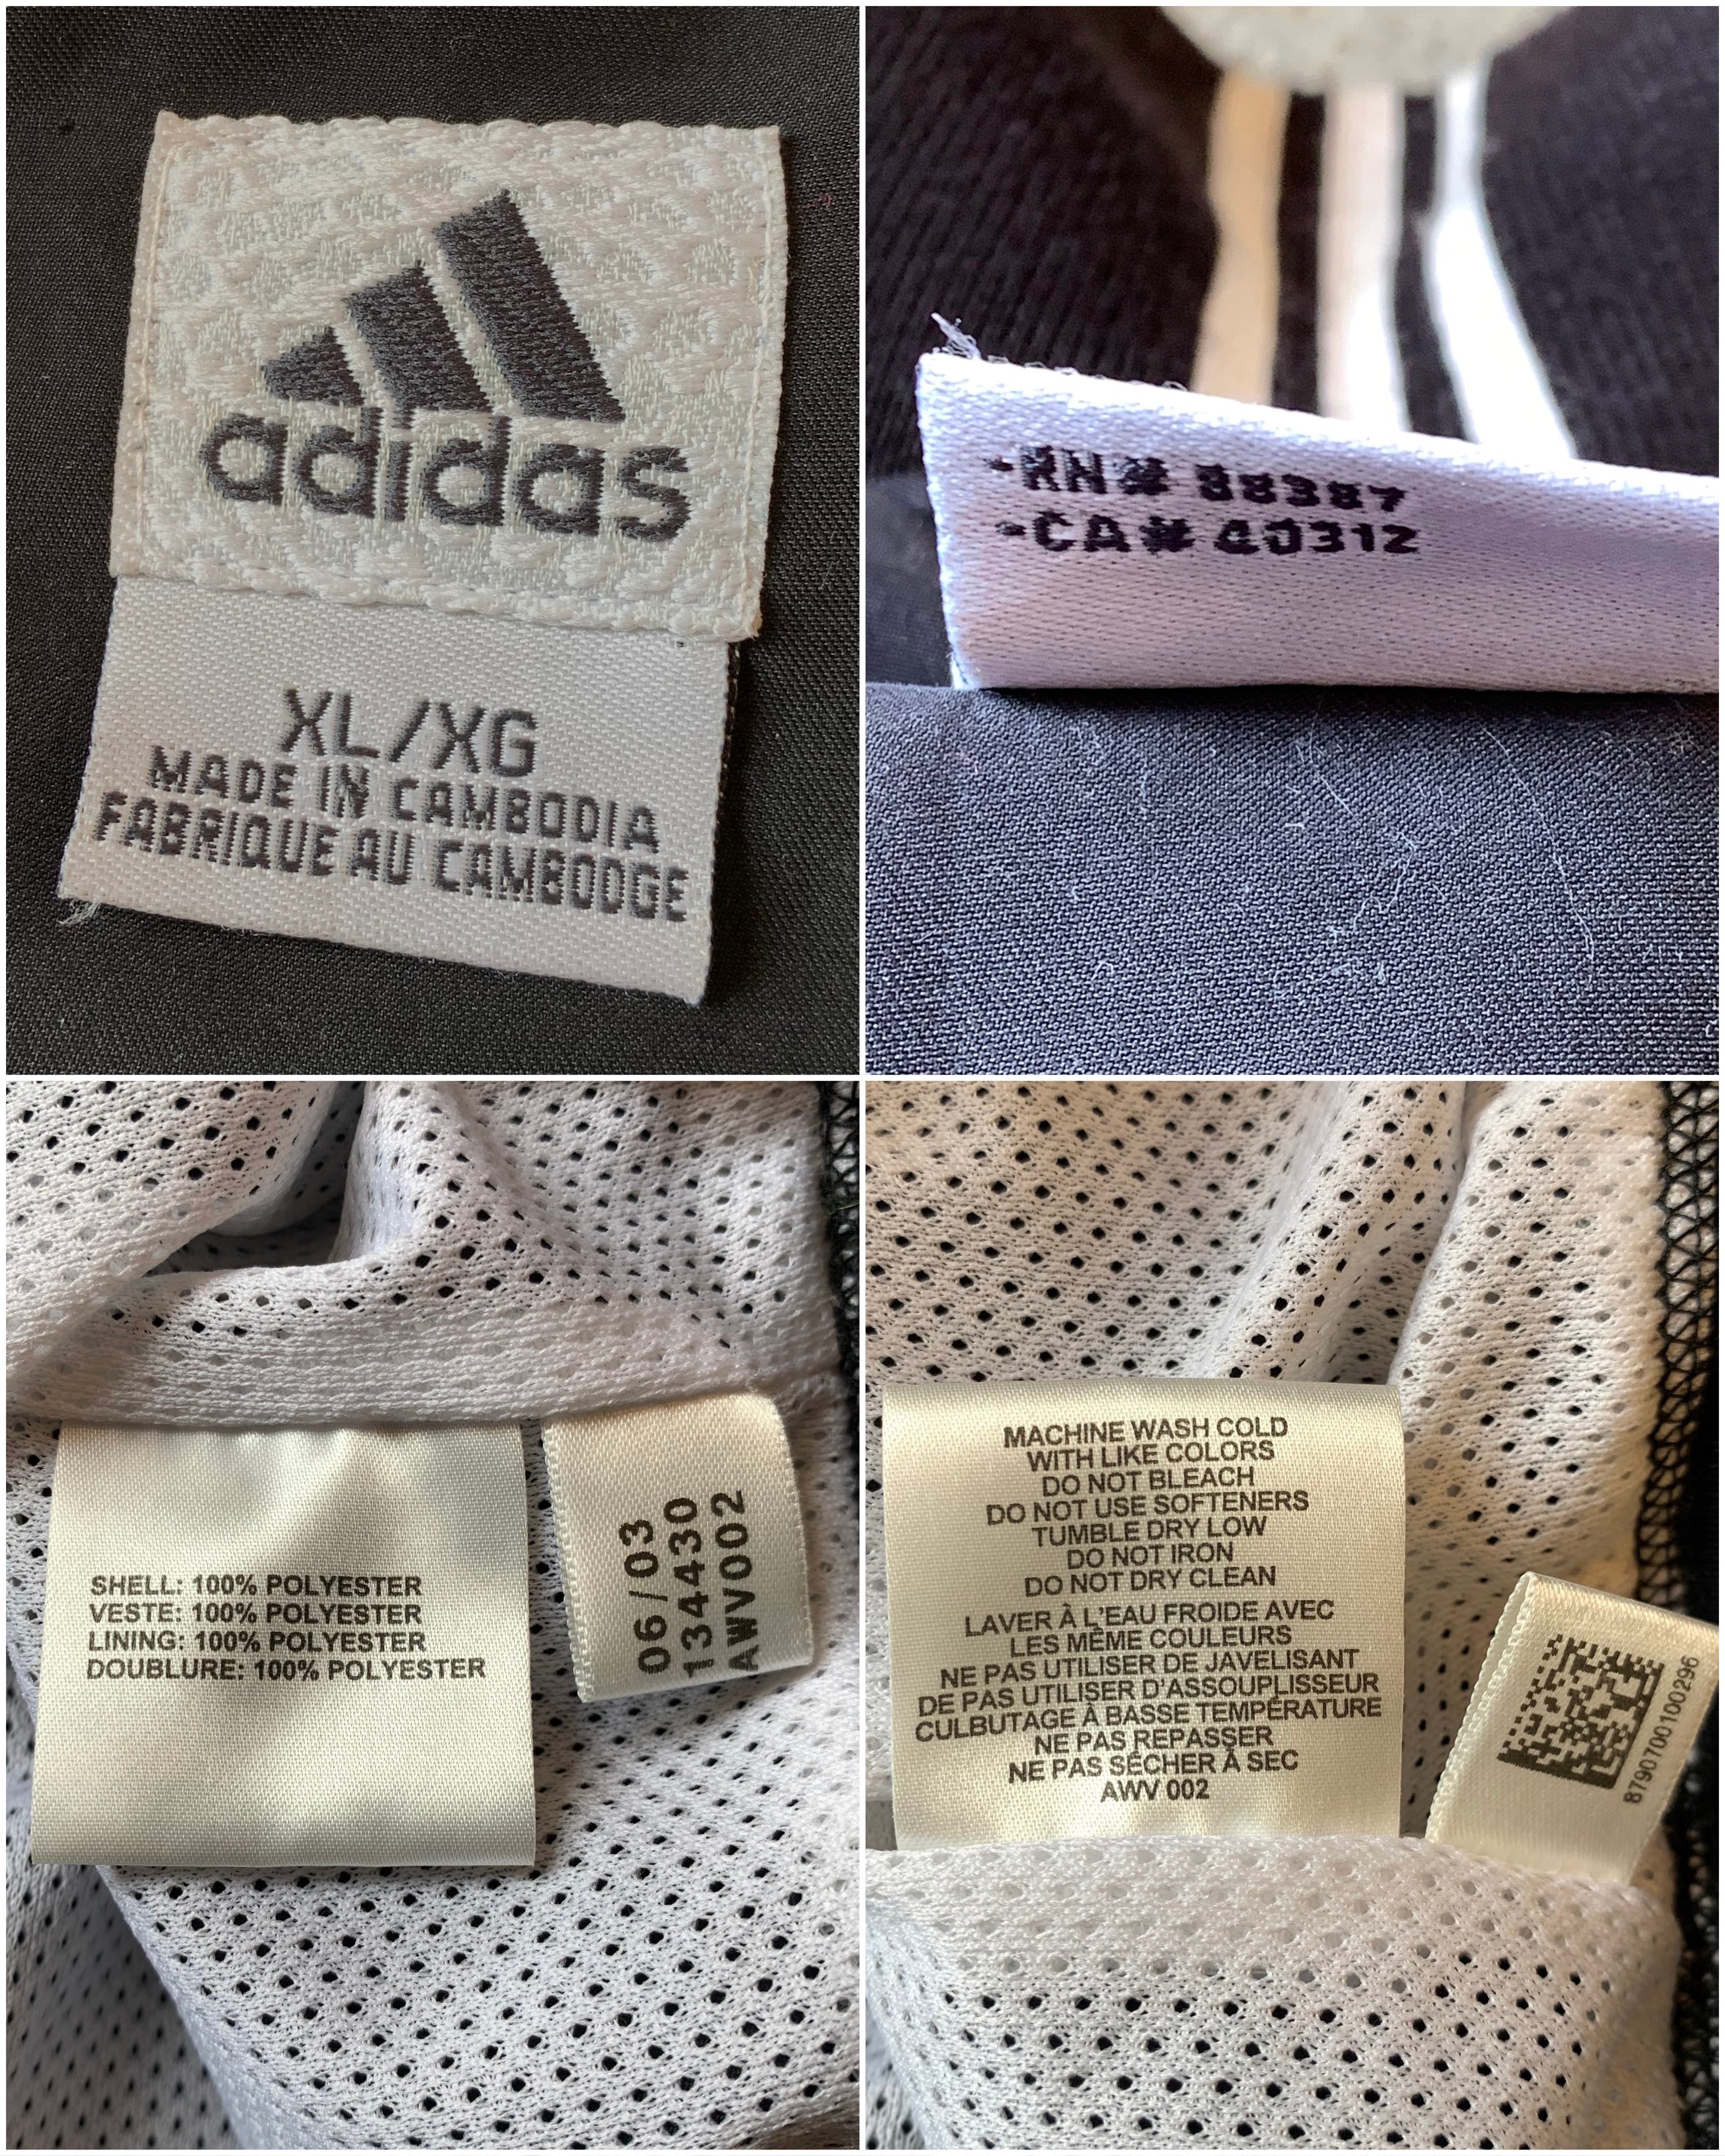 adidas
XL/XG
MADE IN CAMBODIA
FABRIQUE AU CAMBODGE
-RN# 88387
-CA# 40312
SHELL: 100% POLYESTER
VESTE: 100% POLYESTER
LINING: 100% POLYESTER
DOUBLURE: 100% POLYESTER
06/03
134430
AWV002
MACHINE WASH COLD
WITH LIKE COLORS
DO NOT BLEACH
DO NOT USE SOFTENERS
TUMBLE DRY LOW
DO NOT IRON
DO NOT DRY CLEAN
LAVER À L'EAU FROIDE AVEC
LES MÊME COULEURS
NE PAS UTILISER DE JAVELISANT
DE PAS UTILISER D'ASSOUPLISSEUR
CULBUTAGE À BASSE TEMPÉRATURE
NE PAS REPASSER
NE PAS SÉCHER À SEC
AWV 002
8790700100296